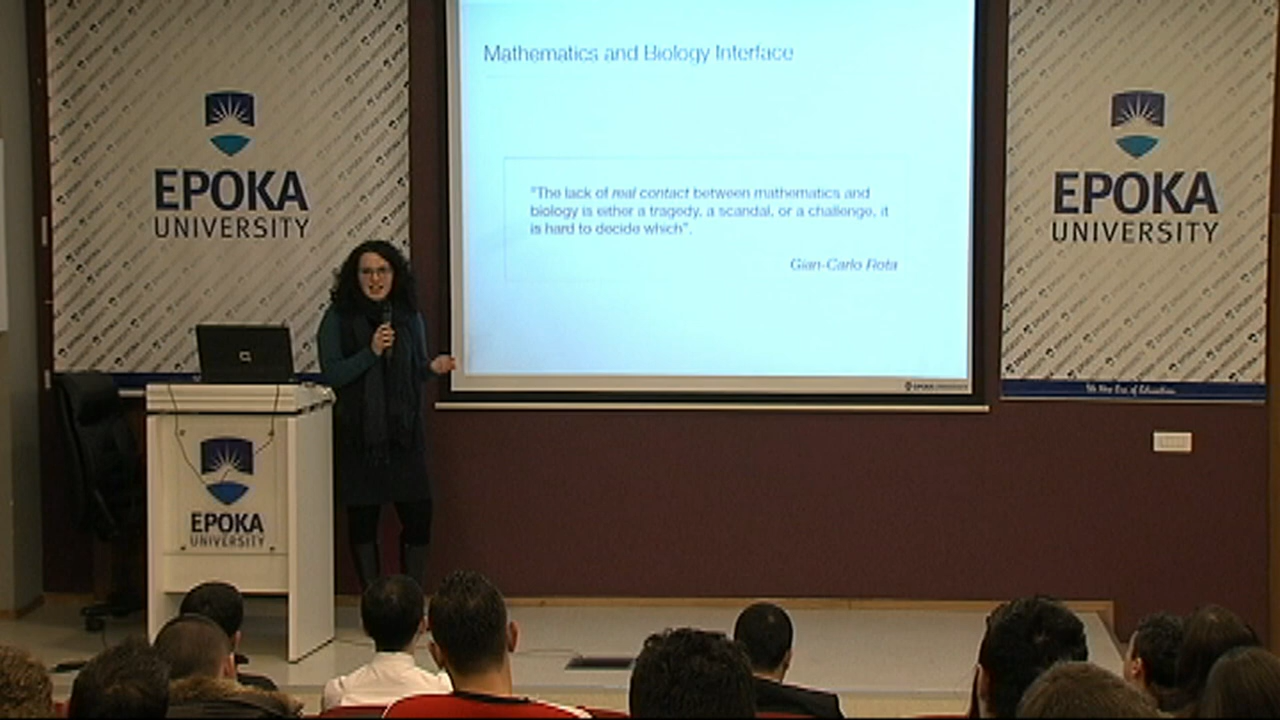 EPOKA
UNIVERSITY
Mathematics and Biology Interface
"The lack of real contact between mathematics and
biology is either a tragedy, a scandal, or a challenge, it
is hard to decide which".
Gian-Carlo Rota
EPOKA
UNIVERSITY
EPOKA
UNIVERSITY